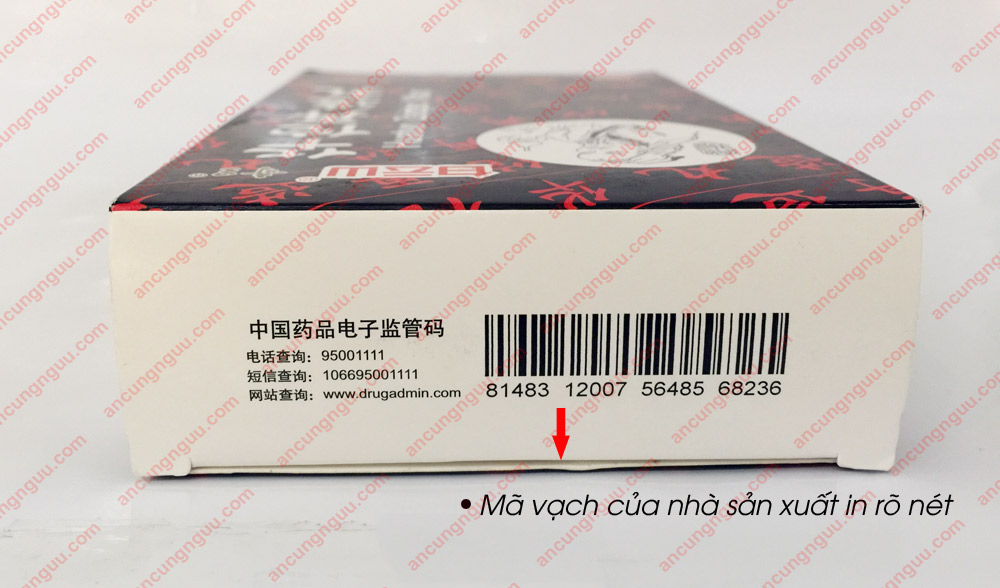 中国药品电子监管码
电话查询：95001111
短信查询：106695001111
网站查询：www.drugadmin.com
81483 12007 56485 68236
• Mã vạch của nhà sản xuất in rõ nét
ancungnguu.com